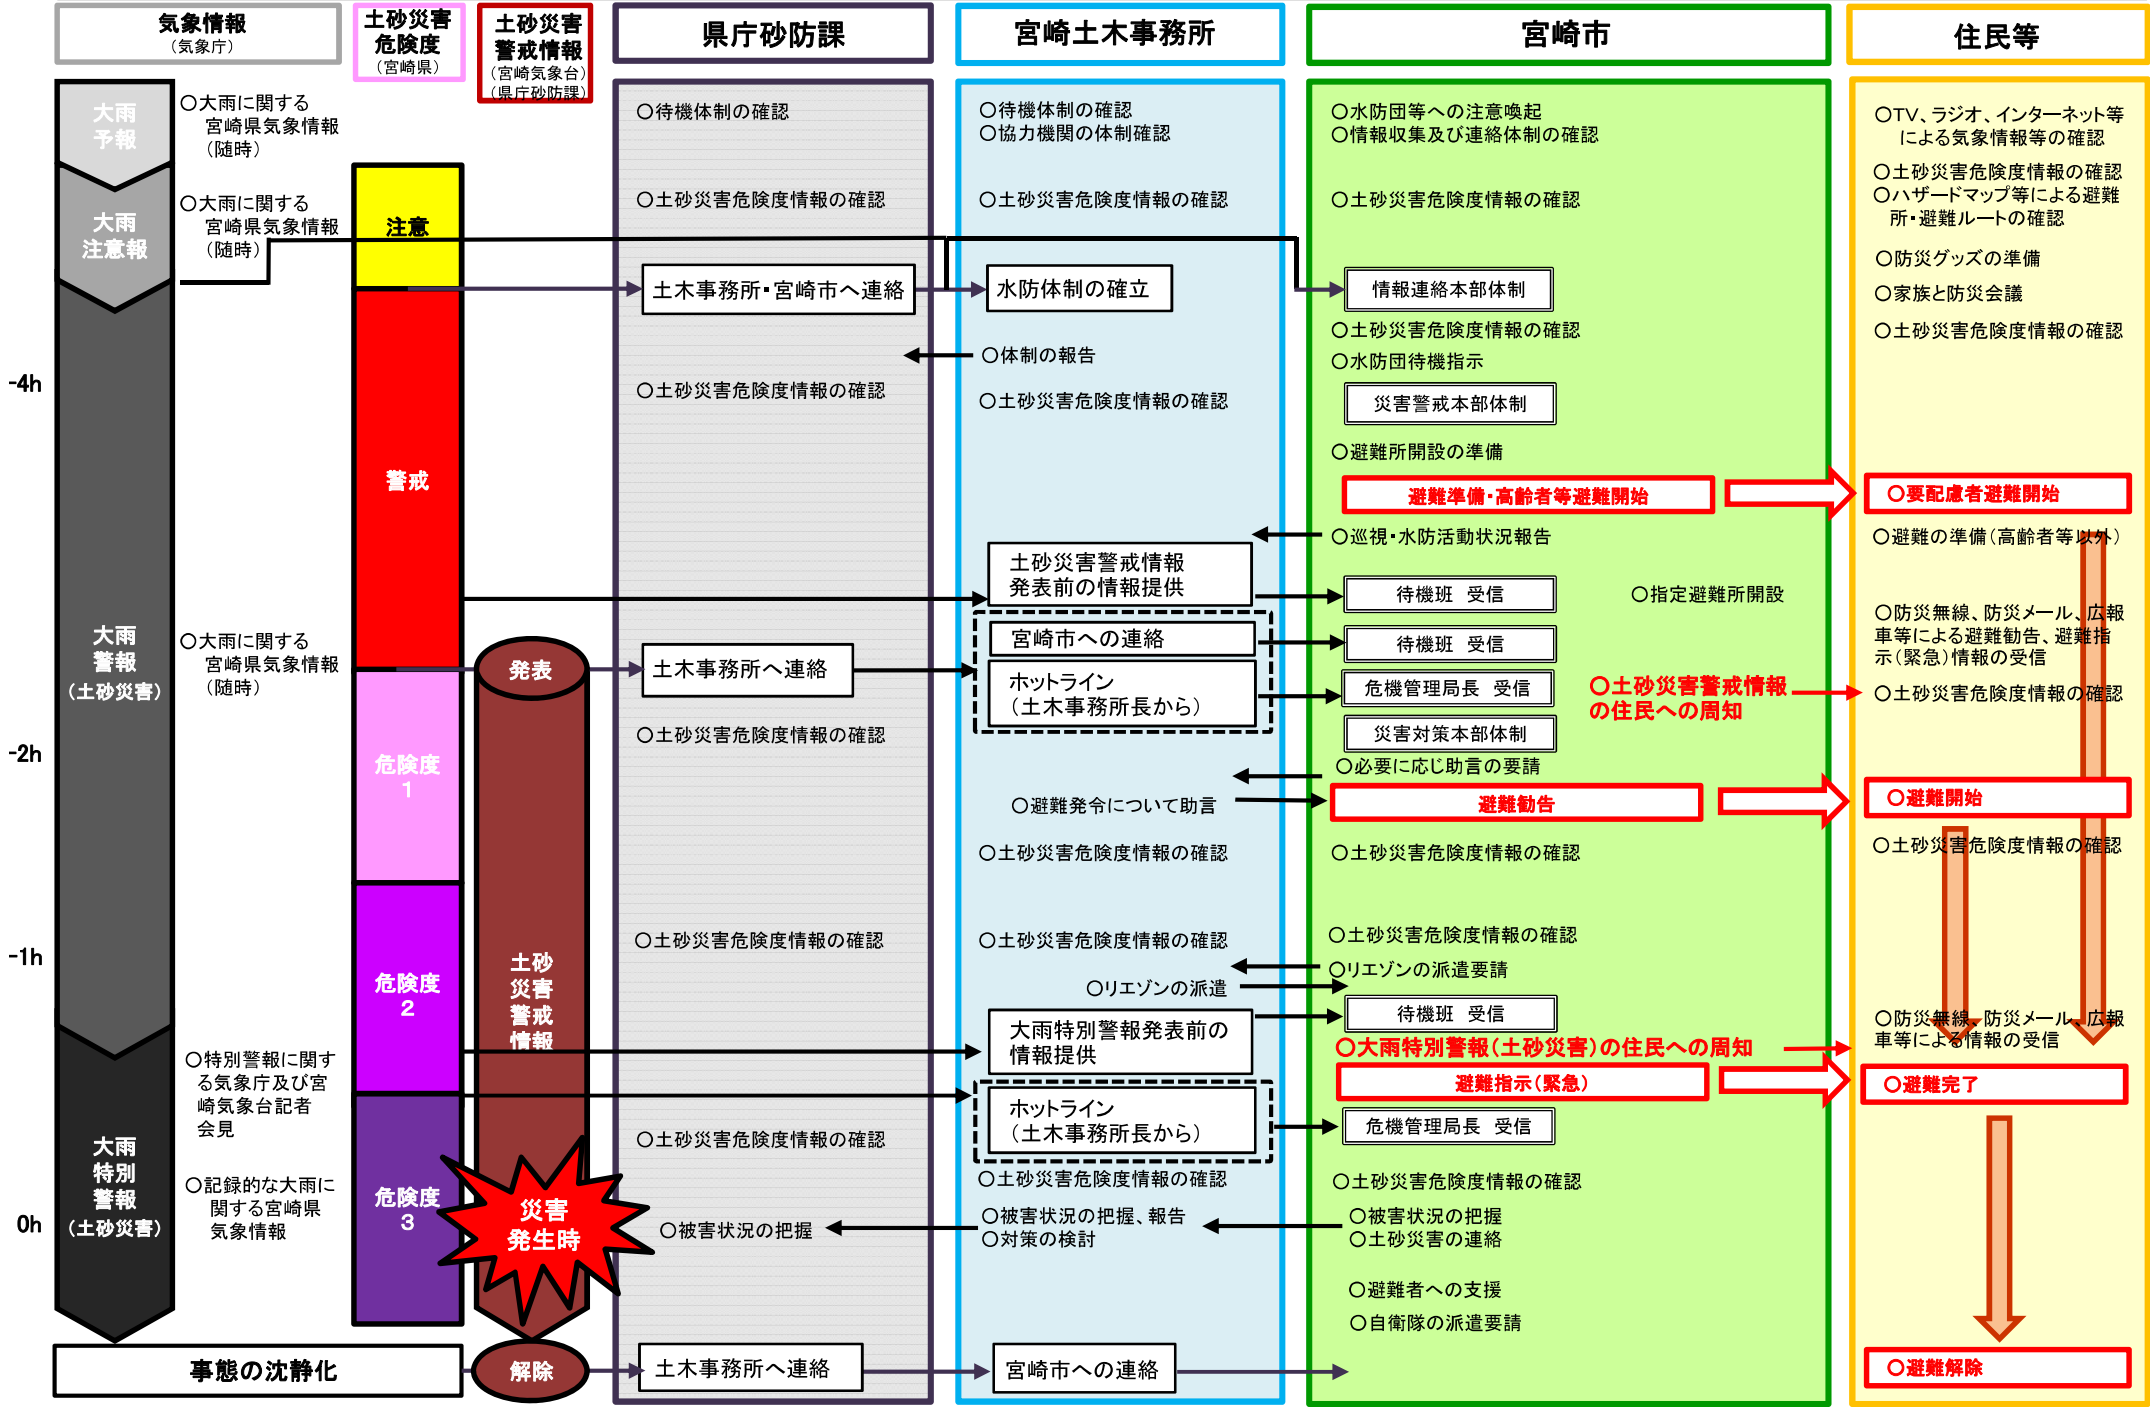 気象情報
（気象庁）
土砂災害
危険度
（宮崎県）
土砂災害
警戒情報
（宮崎気象台）
（県庁砂防課）
県庁砂防課
宮崎土木事務所
宮崎市
住民等
大雨
予報
大雨
注意報
大雨
警報
（土砂災害）
大雨
特別
警報
（土砂災害）
-4h
-2h
-1h
0h
○大雨に関する
宮崎県気象情報
（随時）
○大雨に関する
宮崎県気象情報
（随時）
○大雨に関する
宮崎県気象情報
（随時）
○特別警報に関す
る気象庁及び宮
崎気象台記者
会見
○記録的な大雨に
関する宮崎県
気象情報
事態の沈静化
注意
警戒
危険度
1
危険度
2
危険度
3
発表
土砂
災害
警戒
情報
災害
発生時
解除
○待機体制の確認
○土砂災害危険度情報の確認
土木事務所・宮崎市へ連絡
○土砂災害危険度情報の確認
土木事務所へ連絡
○土砂災害危険度情報の確認
○土砂災害危険度情報の確認
○土砂災害危険度情報の確認
○被害状況の把握
土木事務所へ連絡
○待機体制の確認
○協力機関の体制確認
○土砂災害危険度情報の確認
水防体制の確立
○体制の報告
○土砂災害危険度情報の確認
土砂災害警戒情報
発表前の情報提供
宮崎市への連絡
ホットライン
（土木事務所長から）
○避難発令について助言
○土砂災害危険度情報の確認
○土砂災害危険度情報の確認
○リエゾンの派遣
大雨特別警報発表前の
情報提供
ホットライン
（土木事務所長から）
○土砂災害危険度情報の確認
○被害状況の把握、報告
○対策の検討
宮崎市への連絡
○水防団等への注意喚起
○情報収集及び連絡体制の確認
○土砂災害危険度情報の確認
情報連絡本部体制
○土砂災害危険度情報の確認
○水防団待機指示
災害警戒本部体制
○避難所開設の準備
避難準備・高齢者等避難開始
○巡視・水防活動状況報告
待機班　受信
○指定避難所開設
待機班　受信
危機管理局長　受信
○土砂災害警戒情報
の住民への周知
災害対策本部体制
○必要に応じ助言の要請
避難勧告
○土砂災害危険度情報の確認
○土砂災害危険度情報の確認
○リエゾンの派遣要請
待機班　受信
○大雨特別警報（土砂災害）の住民への周知
避難指示（緊急）
危機管理局長　受信
○土砂災害危険度情報の確認
○被害状況の把握
○土砂災害の連絡
○避難者への支援
○自衛隊の派遣要請
○TV、ラジオ、インターネット等
による気象情報等の確認
○土砂災害危険度情報の確認
○ハザードマップ等による避難
所・避難ルートの確認
○防災グッズの準備
○家族と防災会議
○土砂災害危険度情報の確認
○要配慮者避難開始
○避難の準備（高齢者等以外）
○防災無線、防災メール、広報
車等による避難勧告、避難指
示（緊急）情報の受信
○土砂災害危険度情報の確認
○避難開始
○土砂災害危険度情報の確認
○防災無線、防災メール、広報
車等による情報の受信
○避難完了
○避難解除